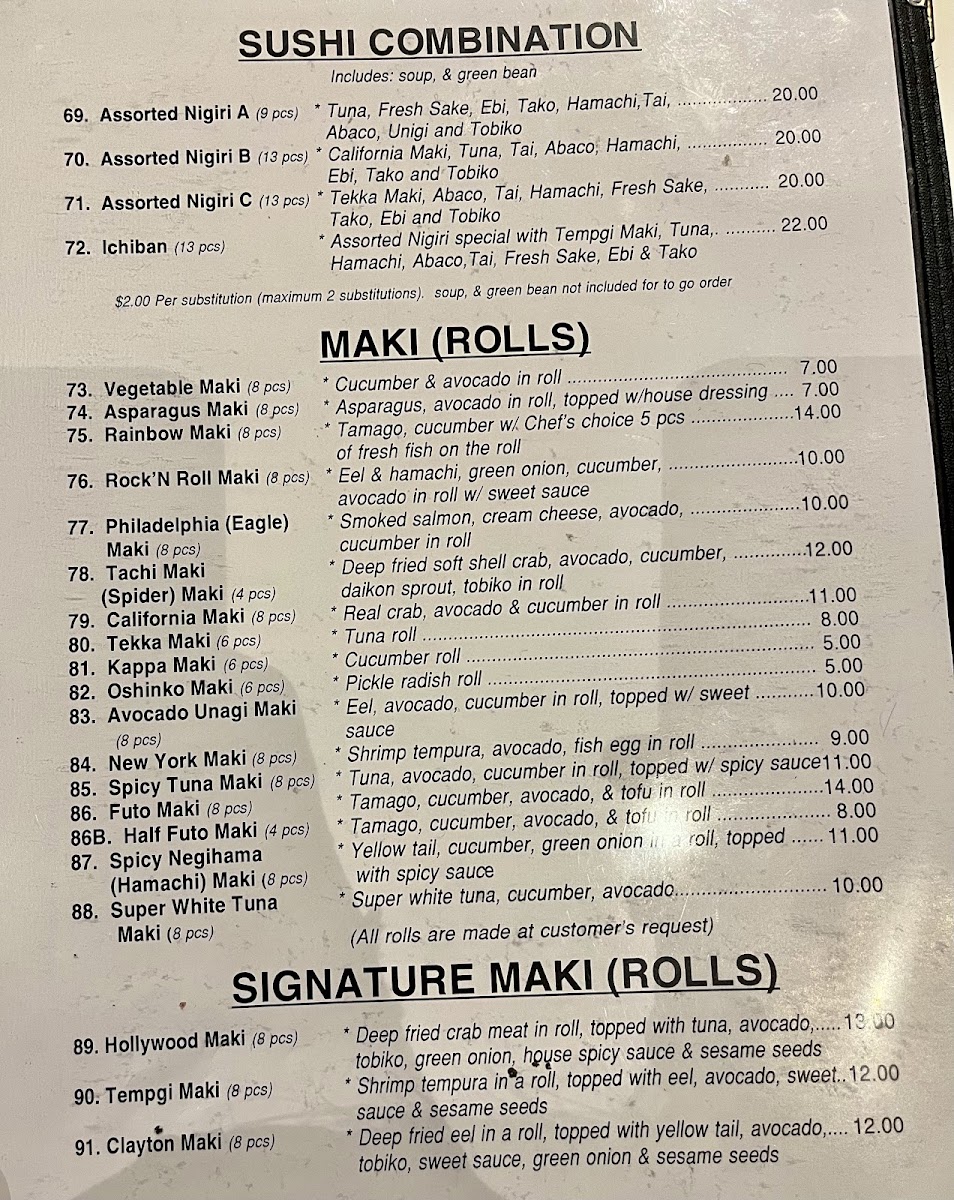 SUSHI COMBINATION
Includes: soup, & green bean
69. Assorted Nigiri A (9 pcs) * Tuna, Fresh Sake, Ebi, Tako, Hamachi,Tai, .................. 20.00
Abaco, Unigi and Tobiko
70. Assorted Nigiri B (13 pcs) * California Maki, Tuna, Tai, Abaco, Hamachi, ................ 20.00
Ebi, Tako and Tobiko
71. Assorted Nigiri C (13 pcs) * Tekka Maki, Abaco, Tai, Hamachi, Fresh Sake, ........... 20.00
Tako, Ebi and Tobiko
72. Ichiban (13 pcs) * Assorted Nigiri special with Tempgi Maki, Tuna,. .......... 22.00
Hamachi, Abaco,Tai, Fresh Sake, Ebi & Tako
$2.00 Per substitution (maximum 2 substitutions). soup, & green bean not included for to go order
MAKI (ROLLS)
73. Vegetable Maki (8 pcs) * Cucumber & avocado in roll ............................................ 7.00
74. Asparagus Maki (8 pcs) * Asparagus, avocado in roll, topped w/house dressing .... 7.00
75. Rainbow Maki (8 pcs) * Tamago, cucumber w/ Chef's choice 5 pcs ....................14.00
of fresh fish on the roll
76. Rock'N Roll Maki (8 pcs) * Eel & hamachi, green onion, cucumber, ..........................10.00
avocado in roll w/ sweet sauce
77. Philadelphia (Eagle) * Smoked salmon, cream cheese, avocado, ......................10.00
Maki (8 pcs) cucumber in roll
78. Tachi Maki * Deep fried soft shell crab, avocado, cucumber, ..............12.00
(Spider) Maki (4 pcs) daikon sprout, tobiko in roll
79. California Maki (8 pcs) * Real crab, avocado & cucumber in roll ............................11.00
80. Tekka Maki (6 pcs) * Tuna roll .............................................................................. 8.00
81. Kappa Maki (6 pcs) * Cucumber roll ..................................................................... 5.00
82. Oshinko Maki (6 pcs) * Pickle radish roll ................................................................. 5.00
83. Avocado Unagi Maki * Eel, avocado, cucumber in roll, topped w/ sweet ............10.00
(8 pcs) sauce
84. New York Maki (8 pcs) * Shrimp tempura, avocado, fish egg in roll ....................... 9.00
85. Spicy Tuna Maki (8 pcs) * Tuna, avocado, cucumber in roll, topped w/ spicy sauce11.00
86. Futo Maki (8 pcs) * Tamago, cucumber, avocado, & tofu in roll ......................14.00
86B. Half Futo Maki (4 pcs) * Tamago, cucumber, avocado, & tofu in roll ...................... 8.00
87. Spicy Negihama * Yellow tail, cucumber, green onion in a roll, topped ...... 11.00
(Hamachi) Maki (8 pcs) with spicy sauce
88. Super White Tuna * Super white tuna, cucumber, avocado.............................. 10.00
Maki (8 pcs) (All rolls are made at customer's request)
SIGNATURE MAKI (ROLLS)
89. Hollywood Maki (8 pcs) * Deep fried crab meat in roll, topped with tuna, avocado,.....13.00
tobiko, green onion, house spicy sauce & sesame seeds
90. Tempgi Maki (8 pcs) * Shrimp tempura in a roll, topped with eel, avocado, sweet..12.00
sauce & sesame seeds
91. Clayton Maki (8 pcs) * Deep fried eel in a roll, topped with yellow tail, avocado,.... 12.00
tobiko, sweet sauce, green onion & sesame seeds